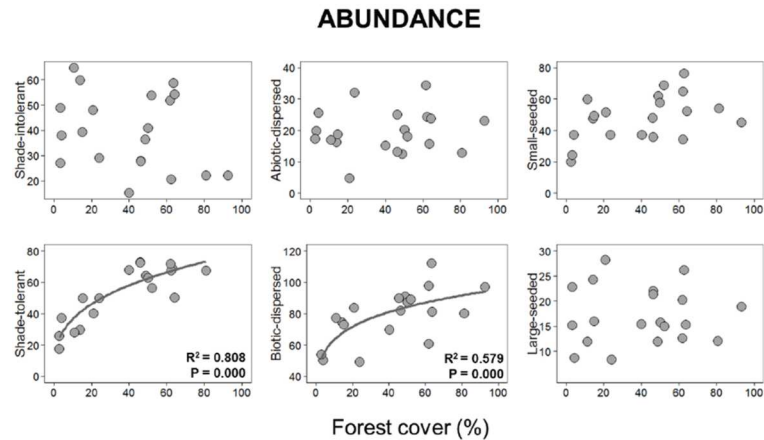 ABUNDANCE
Shade-intolerant
60
50
40
30
20
0 20 40 60 80 100
Abiotic-dispersed
40
30
20
10
0
0 20 40 60 80 100
Small-seeded
80
60
40
20
0
0 20 40 60 80 100
Shade-tolerant
80
60
40
20
0
R² = 0.808
P = 0.000
0 20 40 60 80 100
Biotic-dispersed
120
100
80
60
40
R² = 0.579
P = 0.000
0 20 40 60 80 100
Large-seeded
30
25
20
15
10
0 20 40 60 80 100
Forest cover (%)